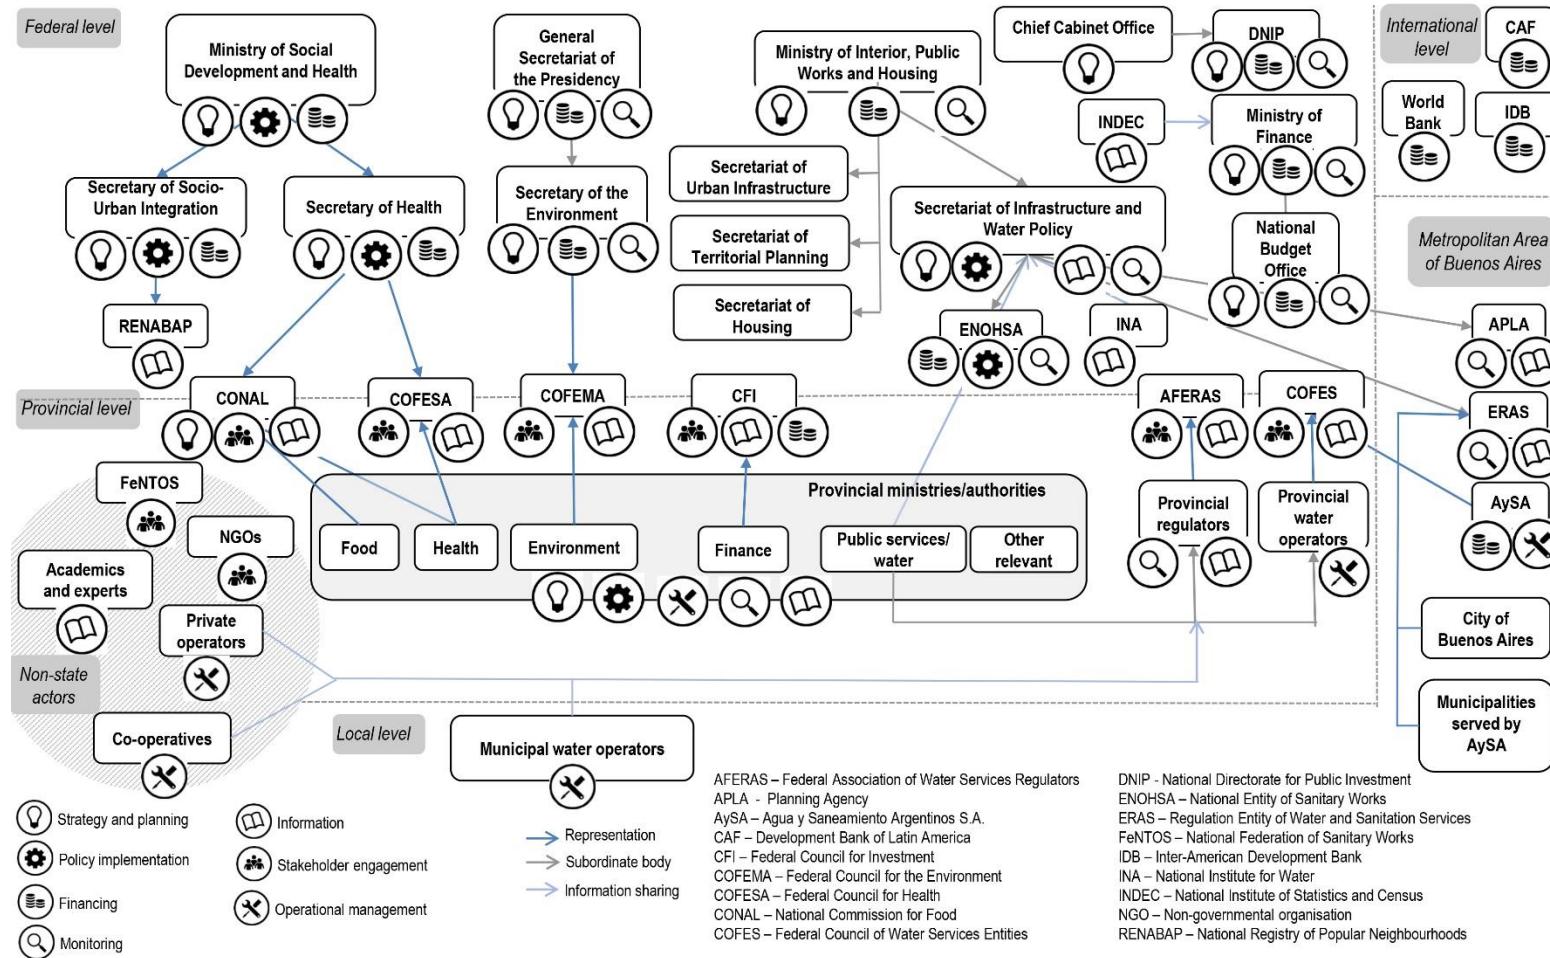 Federal level
Ministry of Social
Development and Health
General
Secretariat of
the Presidency
Ministry of Interior, Public
Works and Housing
Chief Cabinet Office
DNIP
International
level
CAF
World
Bank
IDB
INDEC
Ministry of
Finance
Secretary of Socio-
Urban Integration
Secretary of Health
Secretary of the
Environment
Secretariat of
Urban Infrastructure
Secretariat of
Territorial Planning
Secretariat of
Housing
Secretariat of Infrastructure and
Water Policy
National
Budget
Office
Metropolitan Area
of Buenos Aires
RENABAP
ENOHSA
INA
APLA
Provincial level
CONAL
COFESA
COFEMA
CFI
AFERAS
COFES
ERAS
FeNTOS
NGOs
Academics
and experts
Private
operators
Non-state
actors
Co-operatives
Provincial ministries/authorities
Food
Health
Environment
Finance
Public services/
water
Other
relevant
Provincial
regulators
Provincial
water
operators
AySA
City of
Buenos Aires
Municipalities
served by
AySA
Local level
Municipal water operators
Strategy and planning
Policy implementation
Financing
Monitoring
Information
Stakeholder engagement
Operational management
Representation
Subordinate body
Information sharing
AFERAS – Federal Association of Water Services Regulators
APLA - Planning Agency
AySA – Agua y Saneamiento Argentinos S.A.
CAF – Development Bank of Latin America
CFI – Federal Council for Investment
COFEMA – Federal Council for the Environment
COFESA – Federal Council for Health
CONAL – National Commission for Food
COFES – Federal Council of Water Services Entities
DNIP - National Directorate for Public Investment
ENOHSA – National Entity of Sanitary Works
ERAS – Regulation Entity of Water and Sanitation Services
FeNTOS – National Federation of Sanitary Works
IDB – Inter-American Development Bank
INA – National Institute for Water
INDEC – National Institute of Statistics and Census
NGO – Non-governmental organisation
RENABAP – National Registry of Popular Neighbourhoods